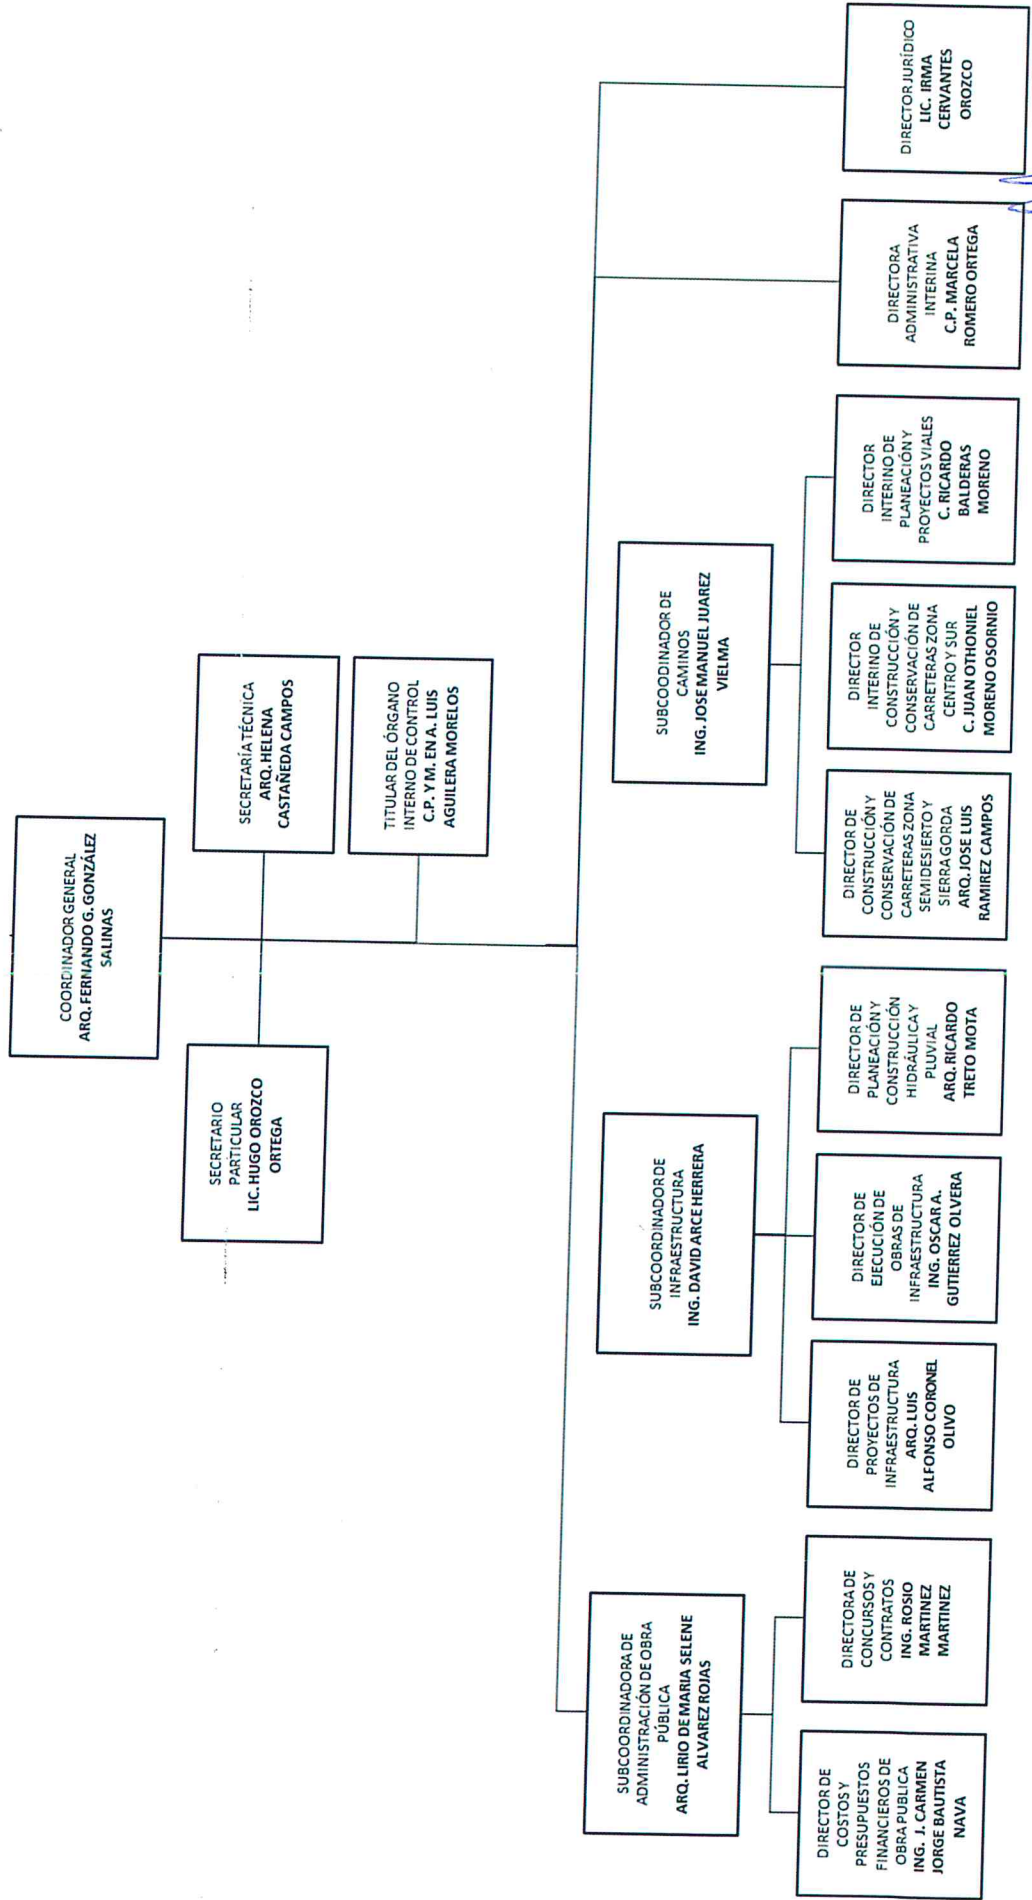 COORDINADOR GENERAL
ARQ. FERNANDO G. GONZÁLEZ
SALINAS
SECRETARIO
PARTICULAR
LIC. HUGO OROZCO
ORTEGA
SECRETARÍA TÉCNICA
ARQ. HELENA
CASTAÑEDA CAMPOS
TITULAR DEL ÓRGANO
INTERNO DE CONTROL
C.P. Y M. EN A. LUIS
AGUILERA MORELOS
SUBCOORDINADORA DE
ADMINISTRACIÓN DE OBRA
PÚBLICA
ARQ. LIRIO DE MARIA SELENE
ALVAREZ ROJAS
SUBCOORDINADOR DE
INFRAESTRUCTURA
ING. DAVID ARCE HERRERA
SUBCOODINADOR DE
CAMINOS
ING. JOSE MANUEL JUAREZ
VIELMA
DIRECTOR DE
COSTOS Y
PRESUPUESTOS
FINANCIEROS DE
OBRA PUBLICA
ING. J. CARMEN
JORGE BAUTISTA
NAVA
DIRECTORA DE
CONCURSOS Y
CONTRATOS
ING. ROSIO
MARTINEZ
MARTINEZ
DIRECTOR DE
PROYECTOS DE
INFRAESTRUCTURA
ARQ. LUIS
ALFONSO CORONEL
OLIVO
DIRECTOR DE
EJECUCIÓN DE
OBRAS DE
INFRAESTRUCTURA
ING. OSCAR A.
GUTIERREZ OLVERA
DIRECTOR DE
PLANEACIÓN Y
CONSTRUCCIÓN
HIDRÁULICA Y
PLUVIAL
ARQ. RICARDO
TRETO MOTA
DIRECTOR DE
CONSTRUCCIÓN Y
CONSERVACIÓN DE
CARRETERAS ZONA
SEMIDESIERTO Y
SIERRA GORDA
ARQ. JOSE LUIS
RAMIREZ CAMPOS
DIRECTOR
INTERINO DE
CONSTRUCCIÓN Y
CONSERVACIÓN DE
CARRETERAS ZONA
CENTRO Y SUR
C. JUAN OTHONIEL
MORENO OSORNIO
DIRECTOR
INTERINO DE
PLANEACIÓN Y
PROYECTOS VIALES
C. RICARDO
BALDERAS
MORENO
DIRECTORA
ADMINISTRATIVA
INTERINA
C.P. MARCELA
ROMERO ORTEGA
DIRECTOR JURÍDICO
LIC. IRMA
CERVANTES
OROZCO